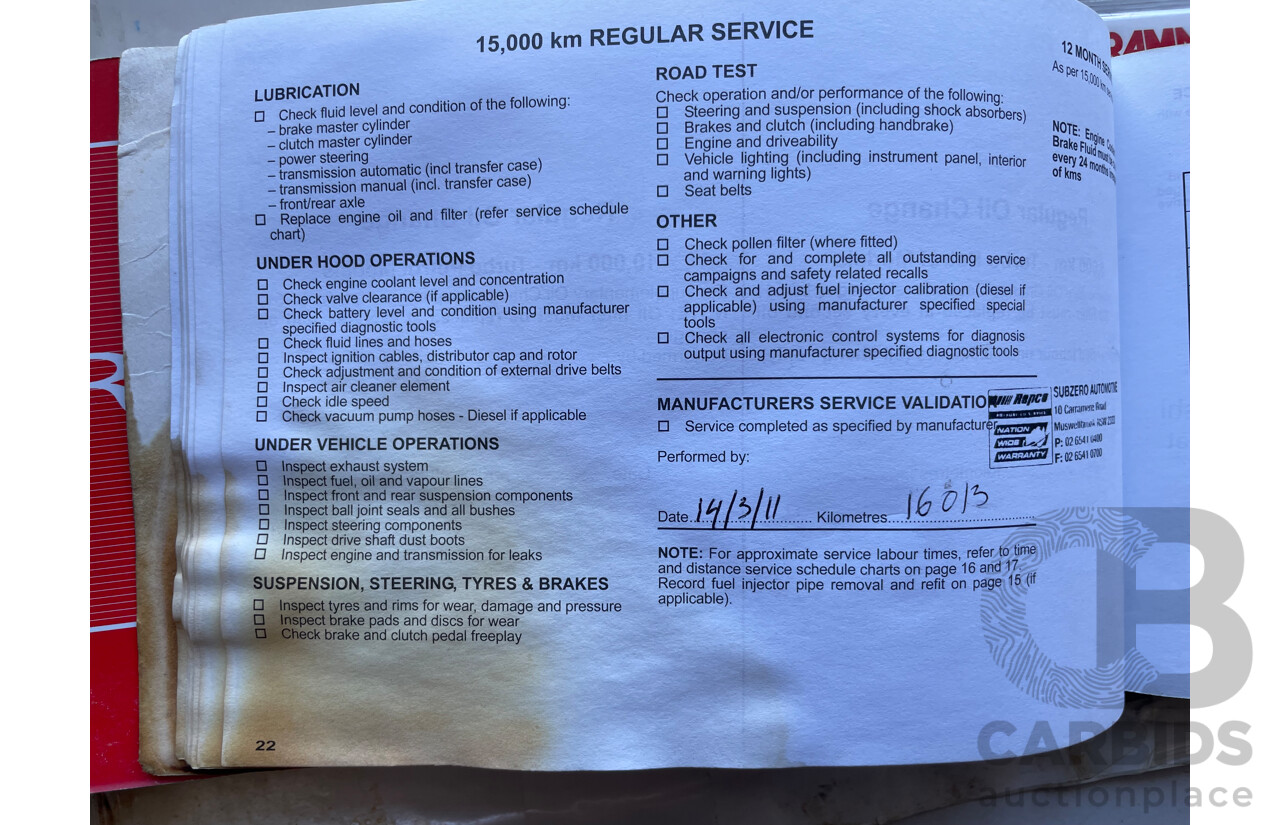 15,000 km REGULAR SERVICE
LUBRICATION
Check fluid level and condition of the following:
– brake master cylinder
– clutch master cylinder
– power steering
– transmission automatic (incl transfer case)
– transmission manual (incl. transfer case)
– front/rear axle
Replace engine oil and filter (refer service schedule
chart)
UNDER HOOD OPERATIONS
Check engine coolant level and concentration
Check valve clearance (if applicable)
Check battery level and condition using manufacturer
specified diagnostic tools
Check fluid lines and hoses
Inspect ignition cables, distributor cap and rotor
Check adjustment and condition of external drive belts
Inspect air cleaner element
Check idle speed
Check vacuum pump hoses - Diesel if applicable
UNDER VEHICLE OPERATIONS
Inspect exhaust system
Inspect fuel, oil and vapour lines
Inspect front and rear suspension components
Inspect ball joint seals and all bushes
Inspect steering components
Inspect drive shaft dust boots
Inspect engine and transmission for leaks
SUSPENSION, STEERING, TYRES & BRAKES
Inspect tyres and rims for wear, damage and pressure
Inspect brake pads and discs for wear
Check brake and clutch pedal freeplay
22
ROAD TEST
Check operation and/or performance of the following:
Steering and suspension (including shock absorbers)
Brakes and clutch (including handbrake)
Engine and driveability
Vehicle lighting (including instrument panel, interior
and warning lights)
Seat belts
OTHER
Check pollen filter (where fitted)
Check for and complete all outstanding service
campaigns and safety related recalls
Check and adjust fuel injector calibration (diesel if
applicable) using manufacturer specified special
tools
Check all electronic control systems for diagnosis
output using manufacturer specified diagnostic tools
MANUFACTURERS SERVICE VALIDATIO
Service completed as specified by manufacturer
Performed by:
Repco
NATION
WIDE
WARRANTY
SUBZERO AUTOMOTIVE
10 Carramere Road
Muswellbrook NSW 2333
P: 02 6541 0400
F: 02 6541 0700
Date 14/3/11 Kilometres 16013
NOTE: For approximate service labour times, refer to time
and distance service schedule charts on page 16 and 17.
Record fuel injector pipe removal and refit on page 15 (if
applicable).
12 MONTH
As per 15,000 km
NOTE: Engine
Brake Fluid
every 24 months
of kms
CB
CARBIDS
auctionplace